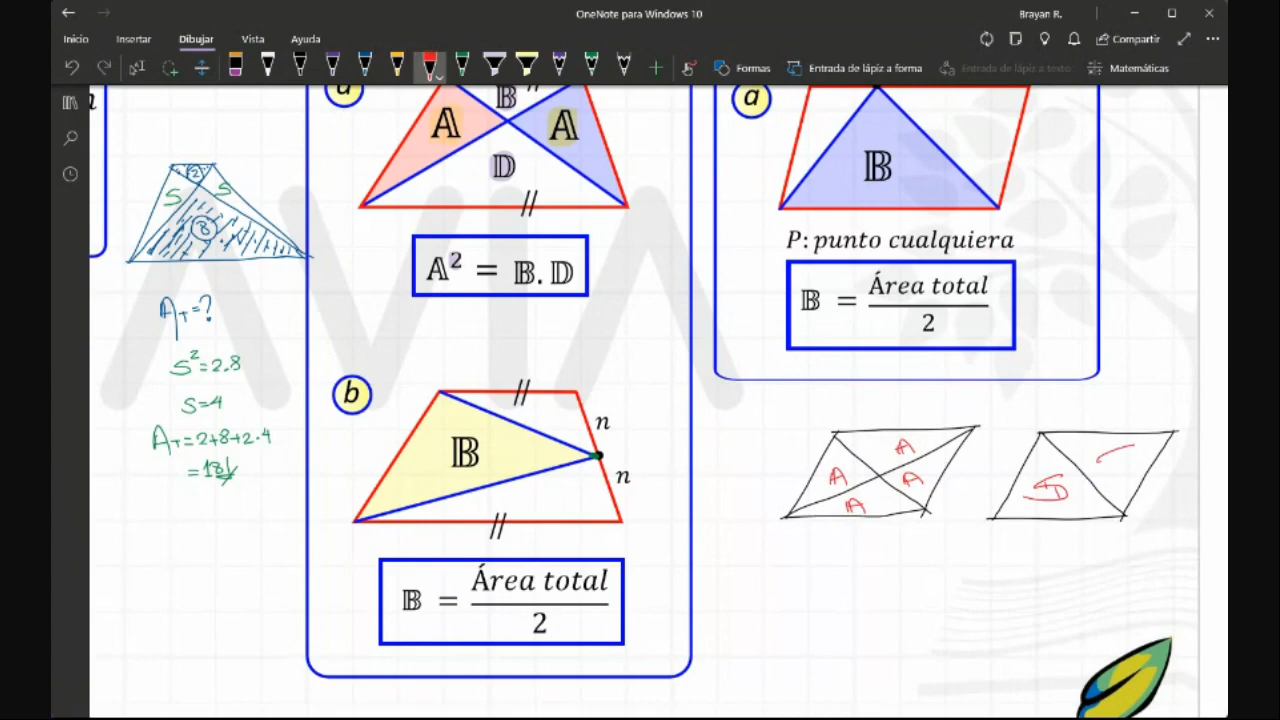 OneNote para Windows 10
Brayan R.
Inicio
Insertar
Dibujar
Vista
Ayuda
Compartir
Formas
Entrada de lápiz a forma
Entrada de lápiz a texto
Matemáticas
n
2
S
S
8
A_T=?
S²=2.8
S=4
A_T=2+8+2·4
=18
a
𝔹
//
𝔸
𝔸
𝔻
//
𝔸² = 𝔹.𝔻
b
//
n
𝔹
n
//
𝔹 = Área total / 2
a
𝔹
P: punto cualquiera
𝔹 = Área total / 2
A
A
A
A
S
AVIA